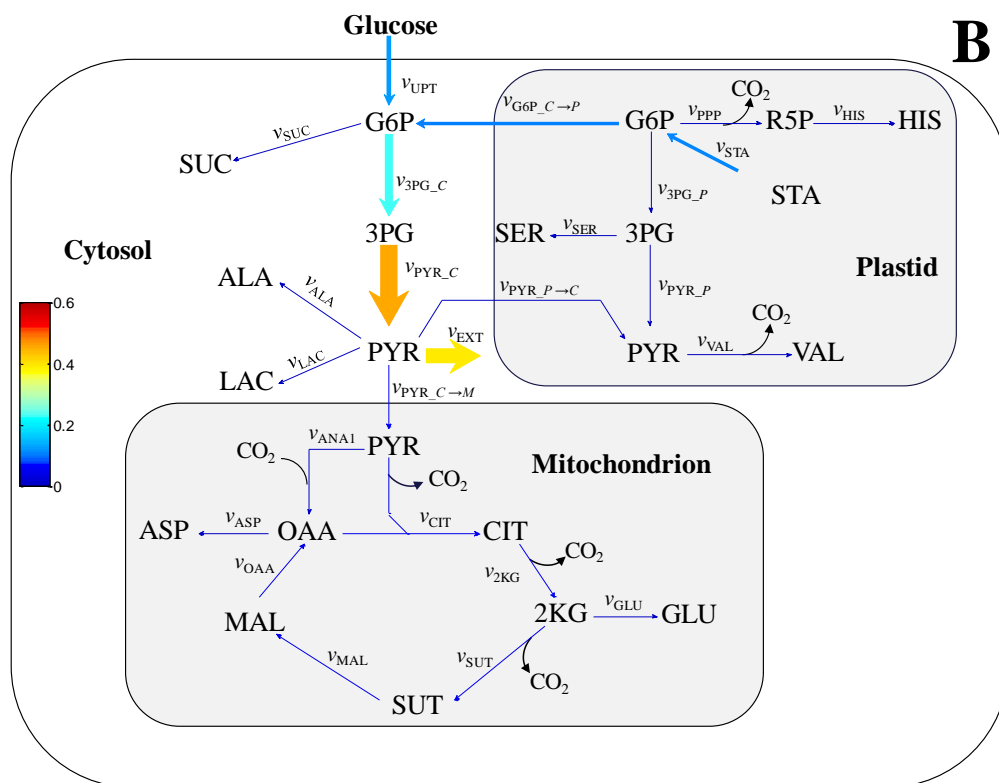 Glucose
B
v_UPT
v_G6P_C→P
CO2
G6P
G6P
v_PPP
R5P
v_HIS
HIS
v_SUC
v_STA
SUC
v_3PG_C
v_3PG_P
STA
3PG
SER
v_SER
3PG
Cytosol
Plastid
v_PYR_C
ALA
v_ALA
v_PYR_P→C
v_PYR_P
0.6
CO2
v_EXT
PYR
PYR
v_VAL
VAL
v_LAC
LAC
0.4
v_PYR_C→M
0.2
v_ANA1
PYR
CO2
Mitochondrion
CO2
0
ASP
v_ASP
OAA
v_CIT
CIT
CO2
v_OAA
v_2KG
MAL
2KG
v_GLU
GLU
v_MAL
v_SUT
CO2
SUT